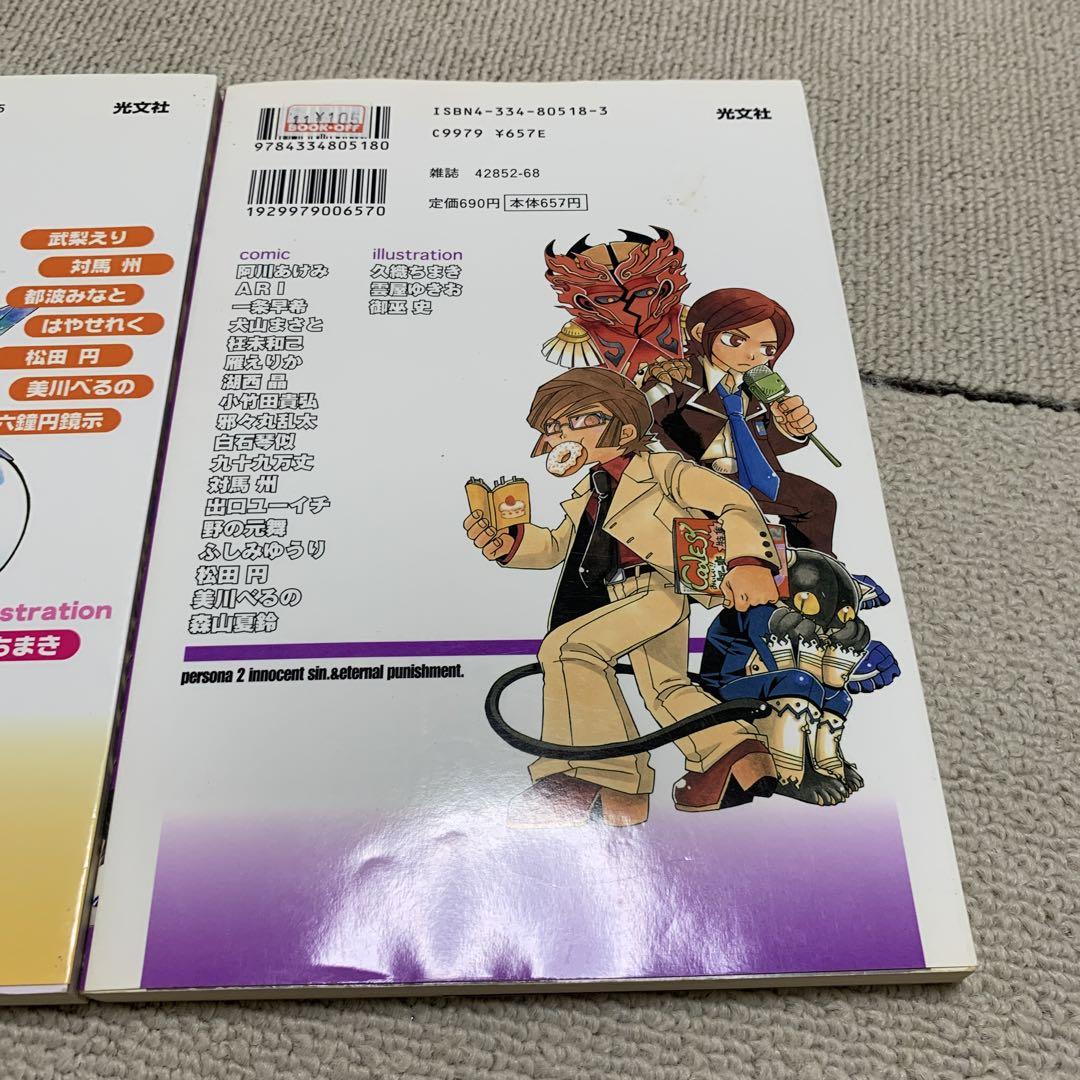 5
光文社
武梨えり
対馬 州
都波みなと
はやせれく
松田 円
美川べるの
六鐘円鏡示
stration
ちまき
11 ¥105
BOOK・OFF
9784334805180
1929979006570
ISBN4-334-80518-3
C9979 ¥657E
光文社
雑誌 42852-68
定価690円 本体657円
comic
阿川あけみ
ARI
一条早希
犬山まさと
枉末和己
雁えりか
湖西 晶
小竹田貴弘
邪々丸乱太
白石琴似
九十九万丈
対馬 州
出口ユーイチ
野の元舞
ふしみゆうり
松田 円
美川べるの
森山夏鈴
illustration
久織ちまき
雲屋ゆきお
御巫 史
persona 2 innocent sin.&eternal punishment.